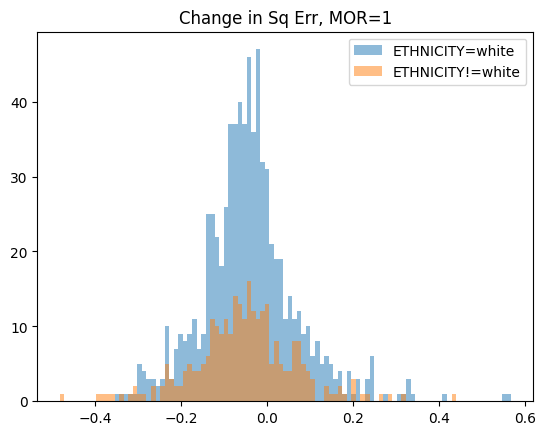 Change in Sq Err, MOR=1
ETHNICITY=white
ETHNICITY!=white
40
30
20
10
0
−0.4 −0.2 0.0 0.2 0.4 0.6